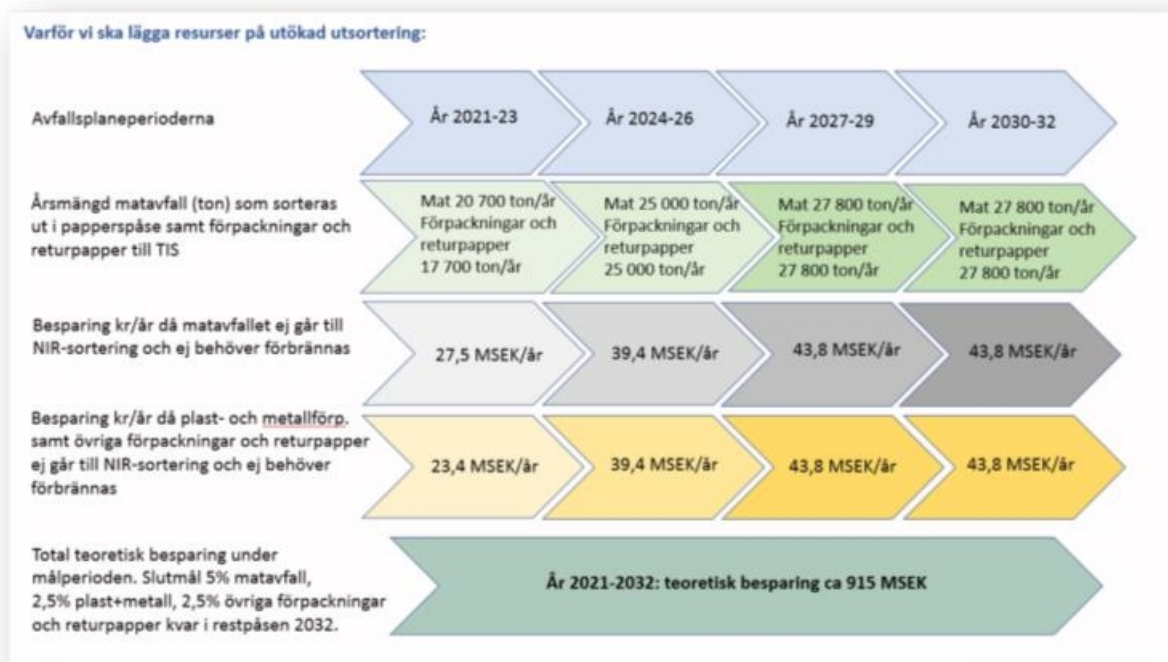 Varför vi ska lägga resurser på utökad utsortering:
Avfallsplaneperioderna
År 2021-23
År 2024-26
År 2027-29
År 2030-32
Årsmängd matavfall (ton) som sorteras
ut i papperspåse samt förpackningar och
returpapper till TIS
Mat 20 700 ton/år
Förpackningar och
returpapper
17 700 ton/år
Mat 25 000 ton/år
Förpackningar och
returpapper
25 000 ton/år
Mat 27 800 ton/år
Förpackningar och
returpapper
27 800 ton/år
Mat 27 800 ton/år
Förpackningar och
returpapper
27 800 ton/år
Besparing kr/år då matavfallet ej går till
NIR-sortering och ej behöver förbrännas
27,5 MSEK/år
39,4 MSEK/år
43,8 MSEK/år
43,8 MSEK/år
Besparing kr/år då plast- och metallförp.
samt övriga förpackningar och returpapper
ej går till NIR-sortering och ej behöver
förbrännas
23,4 MSEK/år
39,4 MSEK/år
43,8 MSEK/år
43,8 MSEK/år
Total teoretisk besparing under
målperioden. Slutmål 5% matavfall,
2,5% plast+metall, 2,5% övriga förpackningar
och returpapper kvar i restpåsen 2032.
År 2021-2032: teoretisk besparing ca 915 MSEK